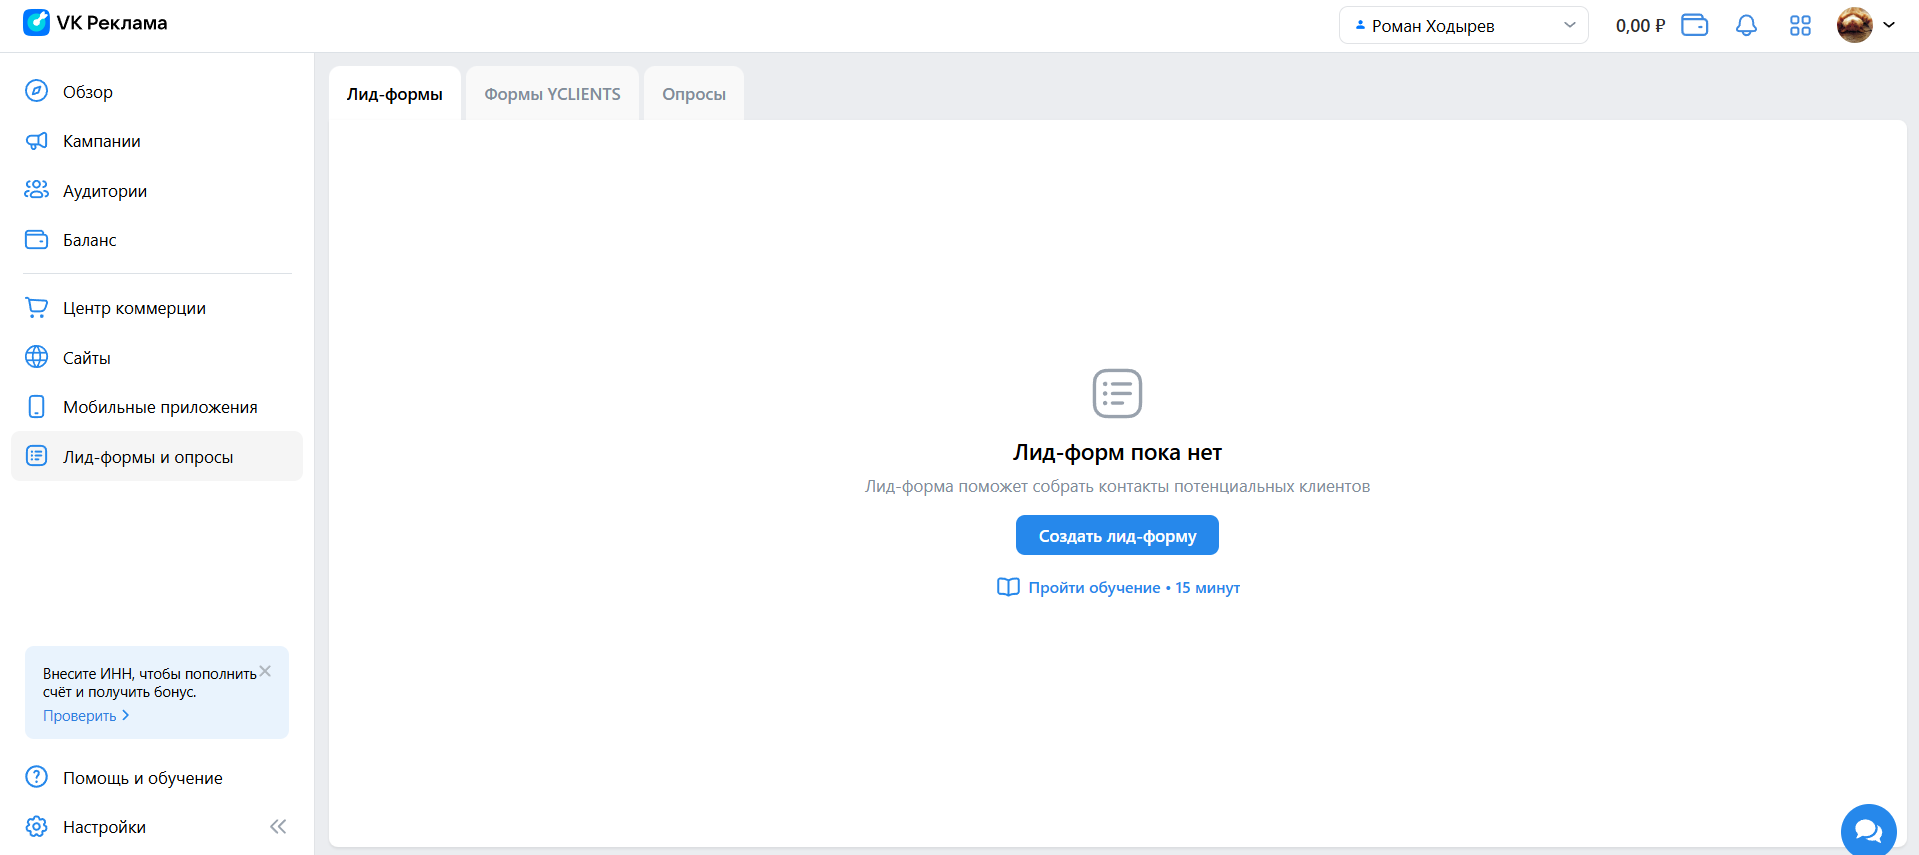 VK Реклама
Роман Ходырев
0,00 ₽
Обзор
Кампании
Аудитории
Баланс
Центр коммерции
Сайты
Мобильные приложения
Лид-формы и опросы
Внесите ИНН, чтобы пополнить
счёт и получить бонус.
Проверить
Помощь и обучение
Настройки
Лид-формы
Формы YCLIENTS
Опросы
Лид-форм пока нет
Лид-форма поможет собрать контакты потенциальных клиентов
Создать лид-форму
Пройти обучение • 15 минут